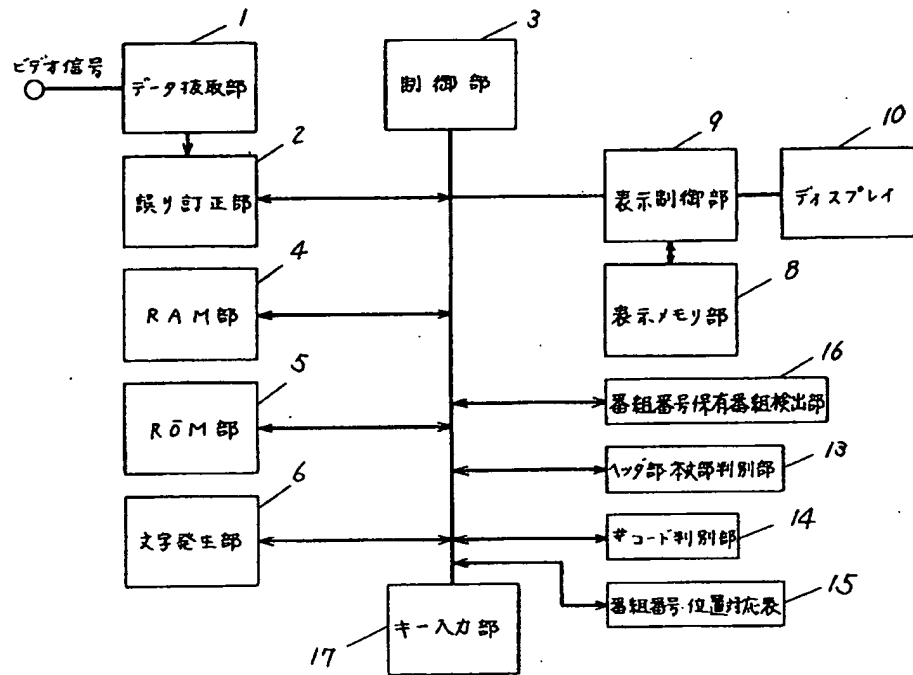 1
ビデオ信号
データ抜取部
3
制御部
2
誤り訂正部
9
表示制御部
10
ディスプレイ
4
RAM部
8
表示メモリ部
5
ROM部
16
番組番号保有番組検出部
13
ヘッダ部・本文部判別部
6
文字発生部
14
#コード判別部
15
番組番号・位置対応表
17
キー入力部